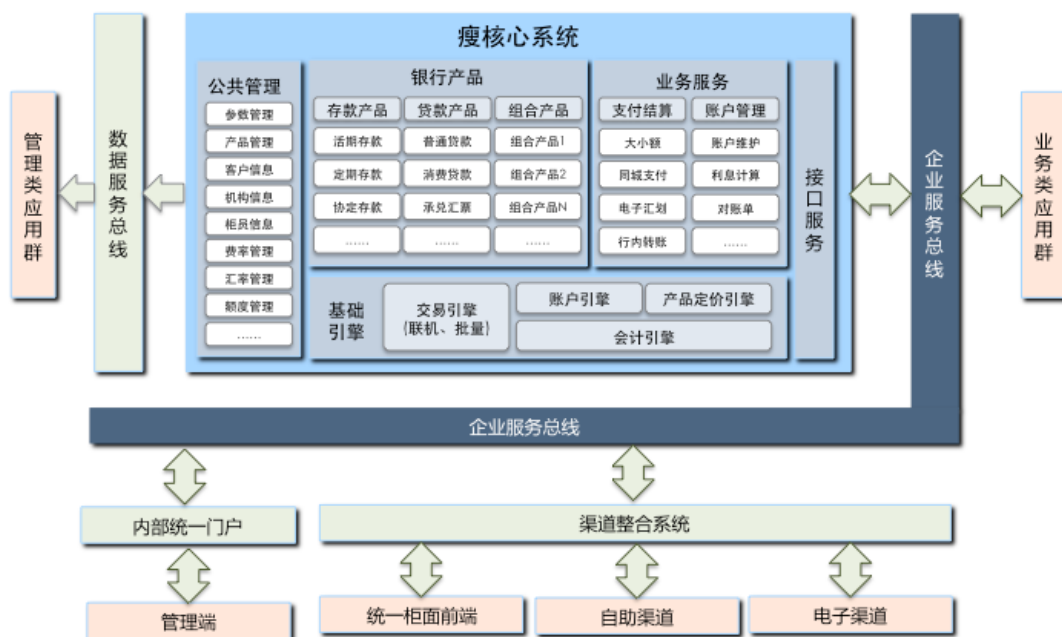 瘦核心系统
管理类应用群
数据服务总线
公共管理
参数管理
产品管理
客户信息
机构信息
柜员信息
费率管理
汇率管理
额度管理
......
银行产品
存款产品
贷款产品
组合产品
活期存款
普通贷款
组合产品1
定期存款
消费贷款
组合产品2
协定存款
承兑汇票
组合产品N
......
......
......
业务服务
支付结算
账户管理
大小额
账户维护
同城支付
利息计算
电子汇划
对账单
行内转账
......
接口服务
基础
引擎
交易引擎
(联机、批量)
账户引擎
产品定价引擎
会计引擎
企业服务总线
业务类应用群
企业服务总线
内部统一门户
渠道整合系统
管理端
统一柜面前端
自助渠道
电子渠道